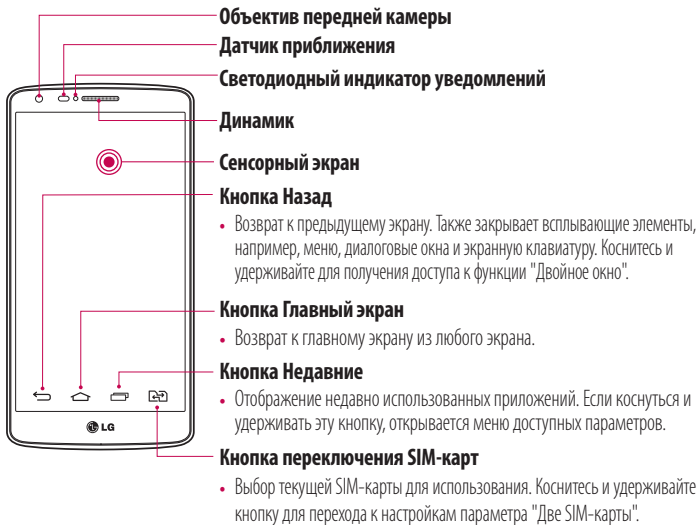 Объектив передней камеры
Датчик приближения
Светодиодный индикатор уведомлений
Динамик
Сенсорный экран
Кнопка Назад
• Возврат к предыдущему экрану. Также закрывает всплывающие элементы,
например, меню, диалоговые окна и экранную клавиатуру. Коснитесь и
удерживайте для получения доступа к функции "Двойное окно".
Кнопка Главный экран
• Возврат к главному экрану из любого экрана.
Кнопка Недавние
• Отображение недавно использованных приложений. Если коснуться и
удерживать эту кнопку, открывается меню доступных параметров.
Кнопка переключения SIM-карт
• Выбор текущей SIM-карты для использования. Коснитесь и удерживайте
кнопку для перехода к настройкам параметра "Две SIM-карты".
LG